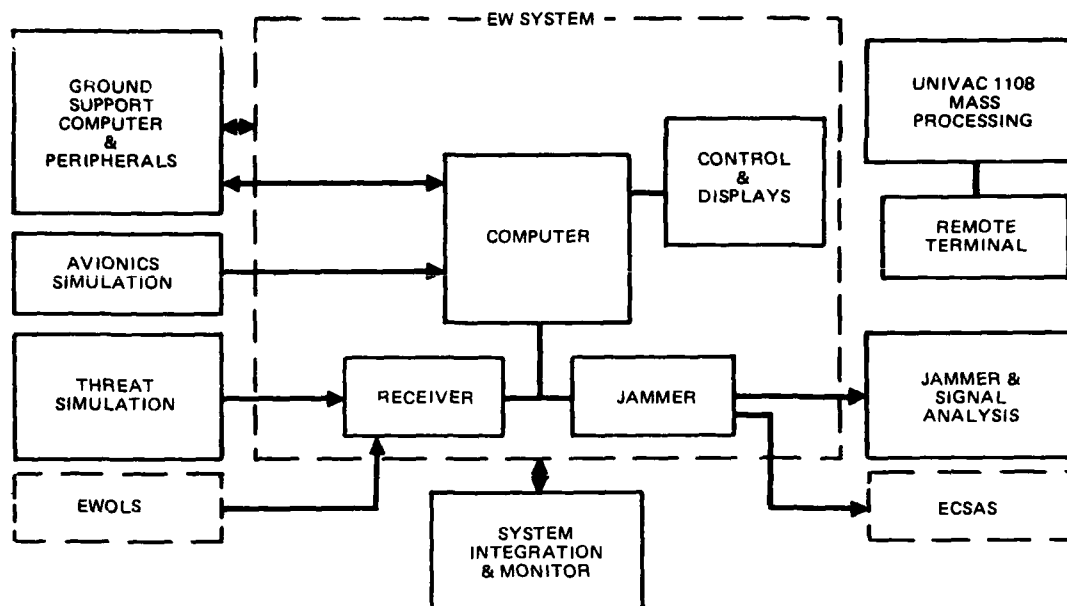 EW SYSTEM
GROUND
SUPPORT
COMPUTER
&
PERIPHERALS
UNIVAC 1108
MASS
PROCESSING
CONTROL
&
DISPLAYS
COMPUTER
REMOTE
TERMINAL
AVIONICS
SIMULATION
THREAT
SIMULATION
RECEIVER
JAMMER
JAMMER &
SIGNAL
ANALYSIS
EWOLS
SYSTEM
INTEGRATION
& MONITOR
ECSAS